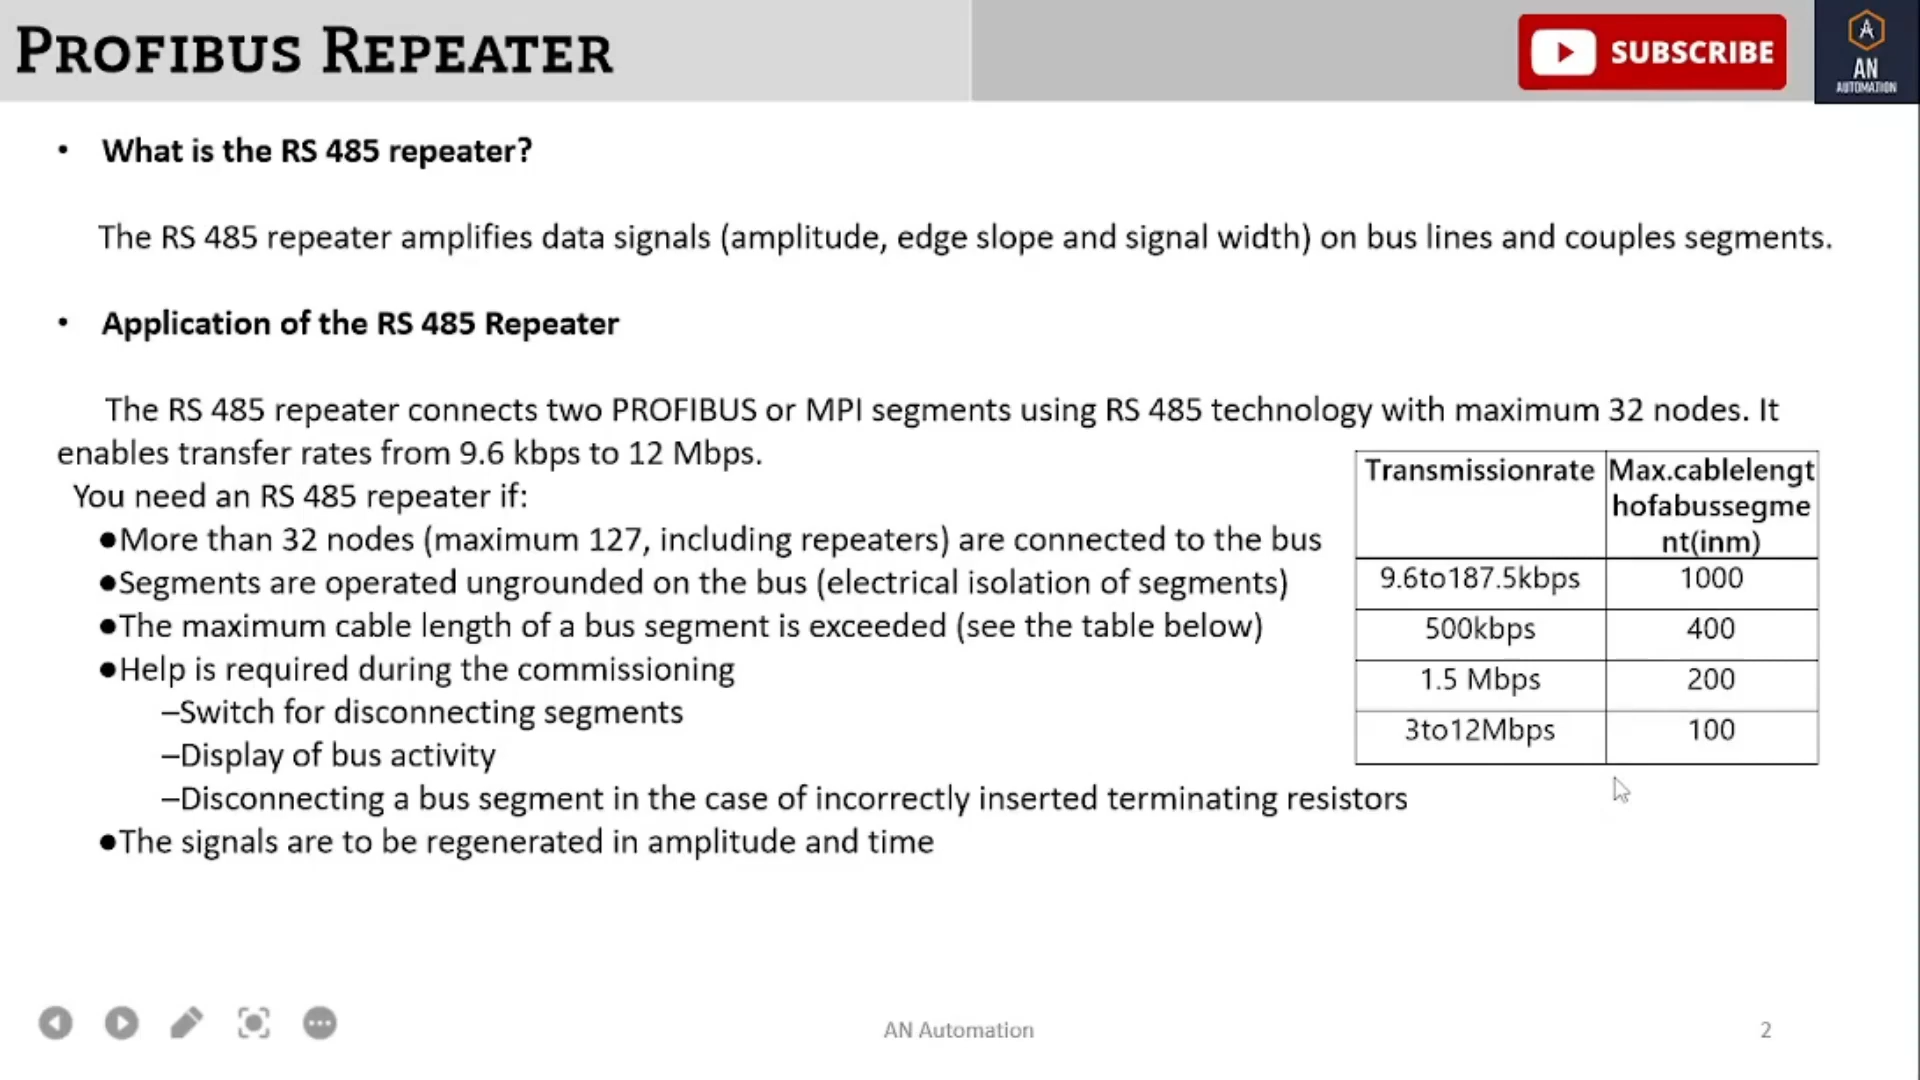 PROFIBUS REPEATER
SUBSCRIBE
AN
AUTOMATION
• What is the RS 485 repeater?
The RS 485 repeater amplifies data signals (amplitude, edge slope and signal width) on bus lines and couples segments.
• Application of the RS 485 Repeater
The RS 485 repeater connects two PROFIBUS or MPI segments using RS 485 technology with maximum 32 nodes. It
enables transfer rates from 9.6 kbps to 12 Mbps.
You need an RS 485 repeater if:
●More than 32 nodes (maximum 127, including repeaters) are connected to the bus
●Segments are operated ungrounded on the bus (electrical isolation of segments)
●The maximum cable length of a bus segment is exceeded (see the table below)
●Help is required during the commissioning
–Switch for disconnecting segments
–Display of bus activity
–Disconnecting a bus segment in the case of incorrectly inserted terminating resistors
●The signals are to be regenerated in amplitude and time
Transmissionrate Max.cablelengt
hofabussegme
nt(inm)
9.6to187.5kbps 1000
500kbps 400
1.5 Mbps 200
3to12Mbps 100
AN Automation
2